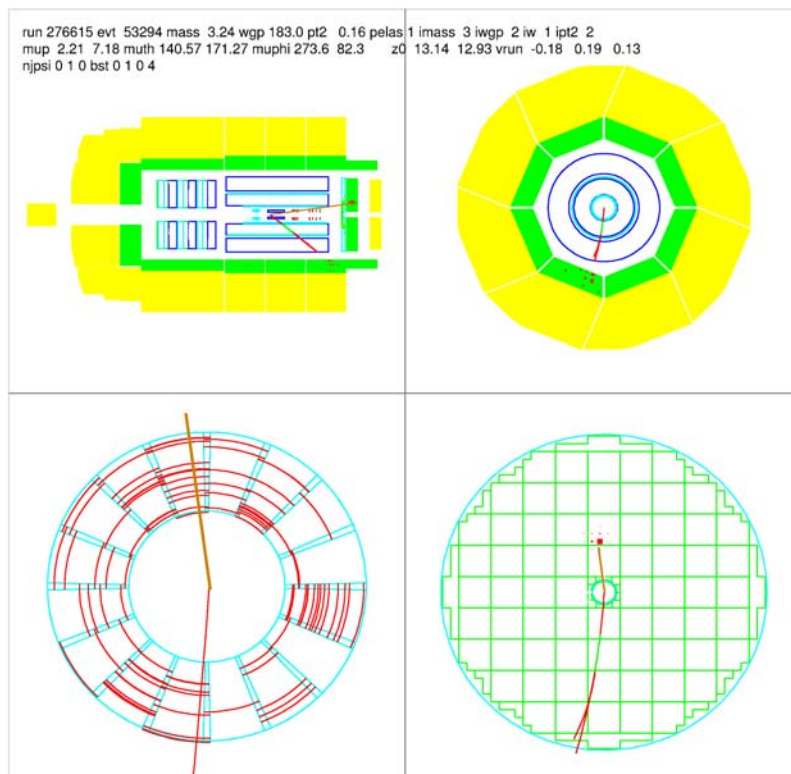 run 276615 evt 53294 mass 3.24 wgp 183.0 pt2 0.16 pelas 1 imass 3 iwgp 2 iw 1 ipt2 2
mup 2.21 7.18 muth 140.57 171.27 muphi 273.6 82.3 z0 13.14 12.93 vrun -0.18 0.19 0.13
njpsi 0 1 0 bst 0 1 0 4